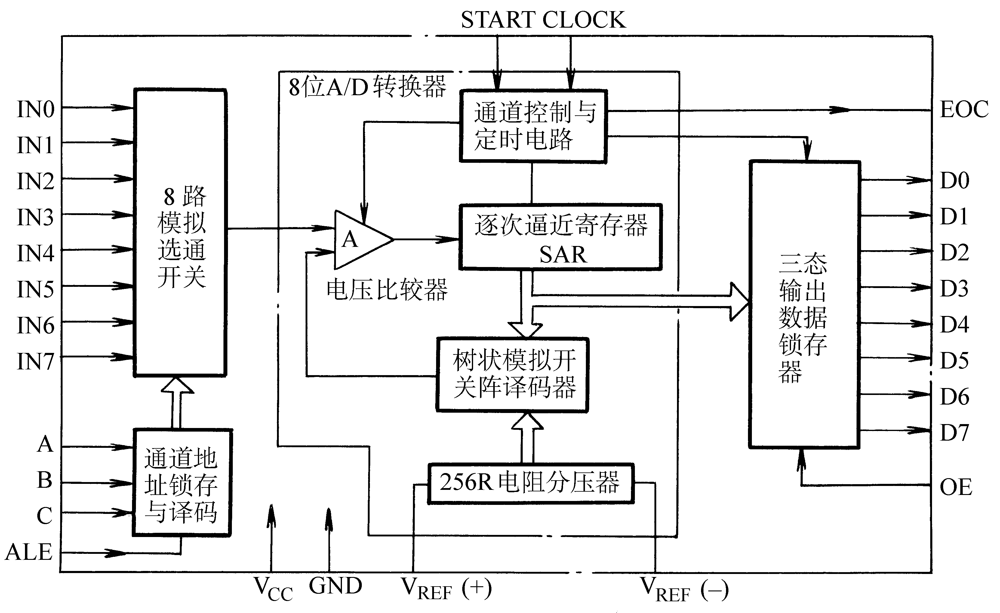 START CLOCK
8位A/D转换器
IN0
IN1
IN2
IN3
IN4
IN5
IN6
IN7
8路
模拟
选通
开关
通道控制与
定时电路
EOC
A
电压比较器
逐次逼近寄存器
SAR
三态
输出
数据
锁存
器
D0
D1
D2
D3
D4
D5
D6
D7
树状模拟开
关阵译码器
A
B
C
ALE
通道地
址锁存
与译码
256R电阻分压器
OE
VCC
GND
VREF (+)
VREF (–)